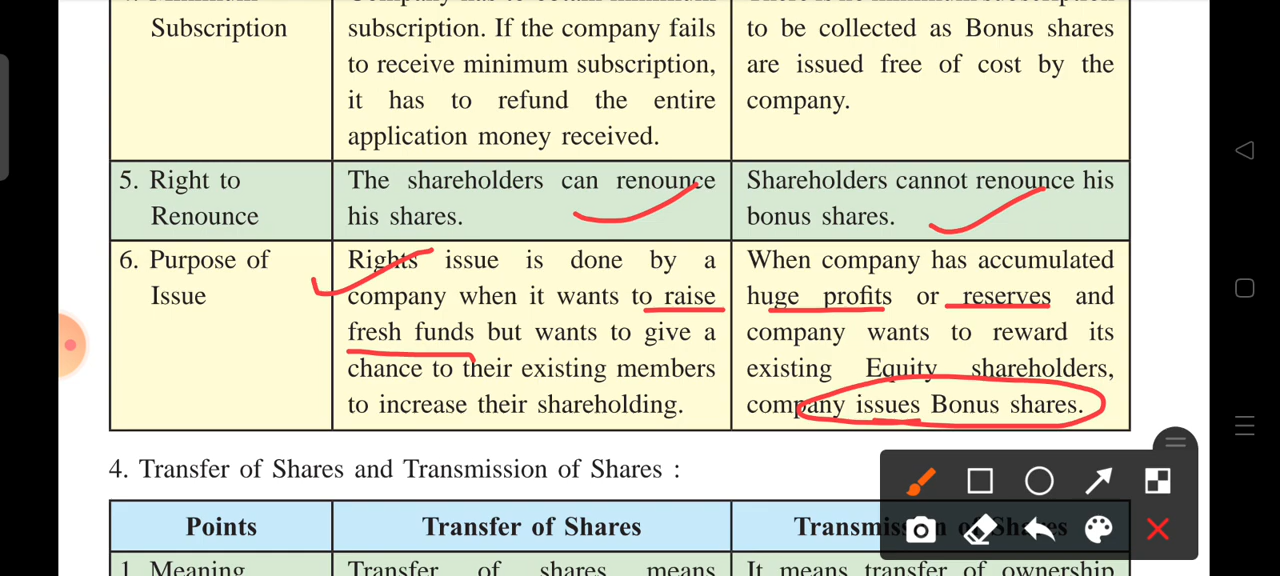 Subscription
subscription. If the company fails
to receive minimum subscription,
it has to refund the entire
application money received.
to be collected as Bonus shares
are issued free of cost by the
company.
5. Right to
Renounce
The shareholders can renounce
his shares.
Shareholders cannot renounce his
bonus shares.
6. Purpose of
Issue
Rights issue is done by a
company when it wants to raise
fresh funds but wants to give a
chance to their existing members
to increase their shareholding.
When company has accumulated
huge profits or reserves and
company wants to reward its
existing Equity shareholders,
company issues Bonus shares.
4. Transfer of Shares and Transmission of Shares :
Points
Transfer of Shares
Transmission of Shares
1. Meaning
Transfer of shares means
It means transfer of ownership